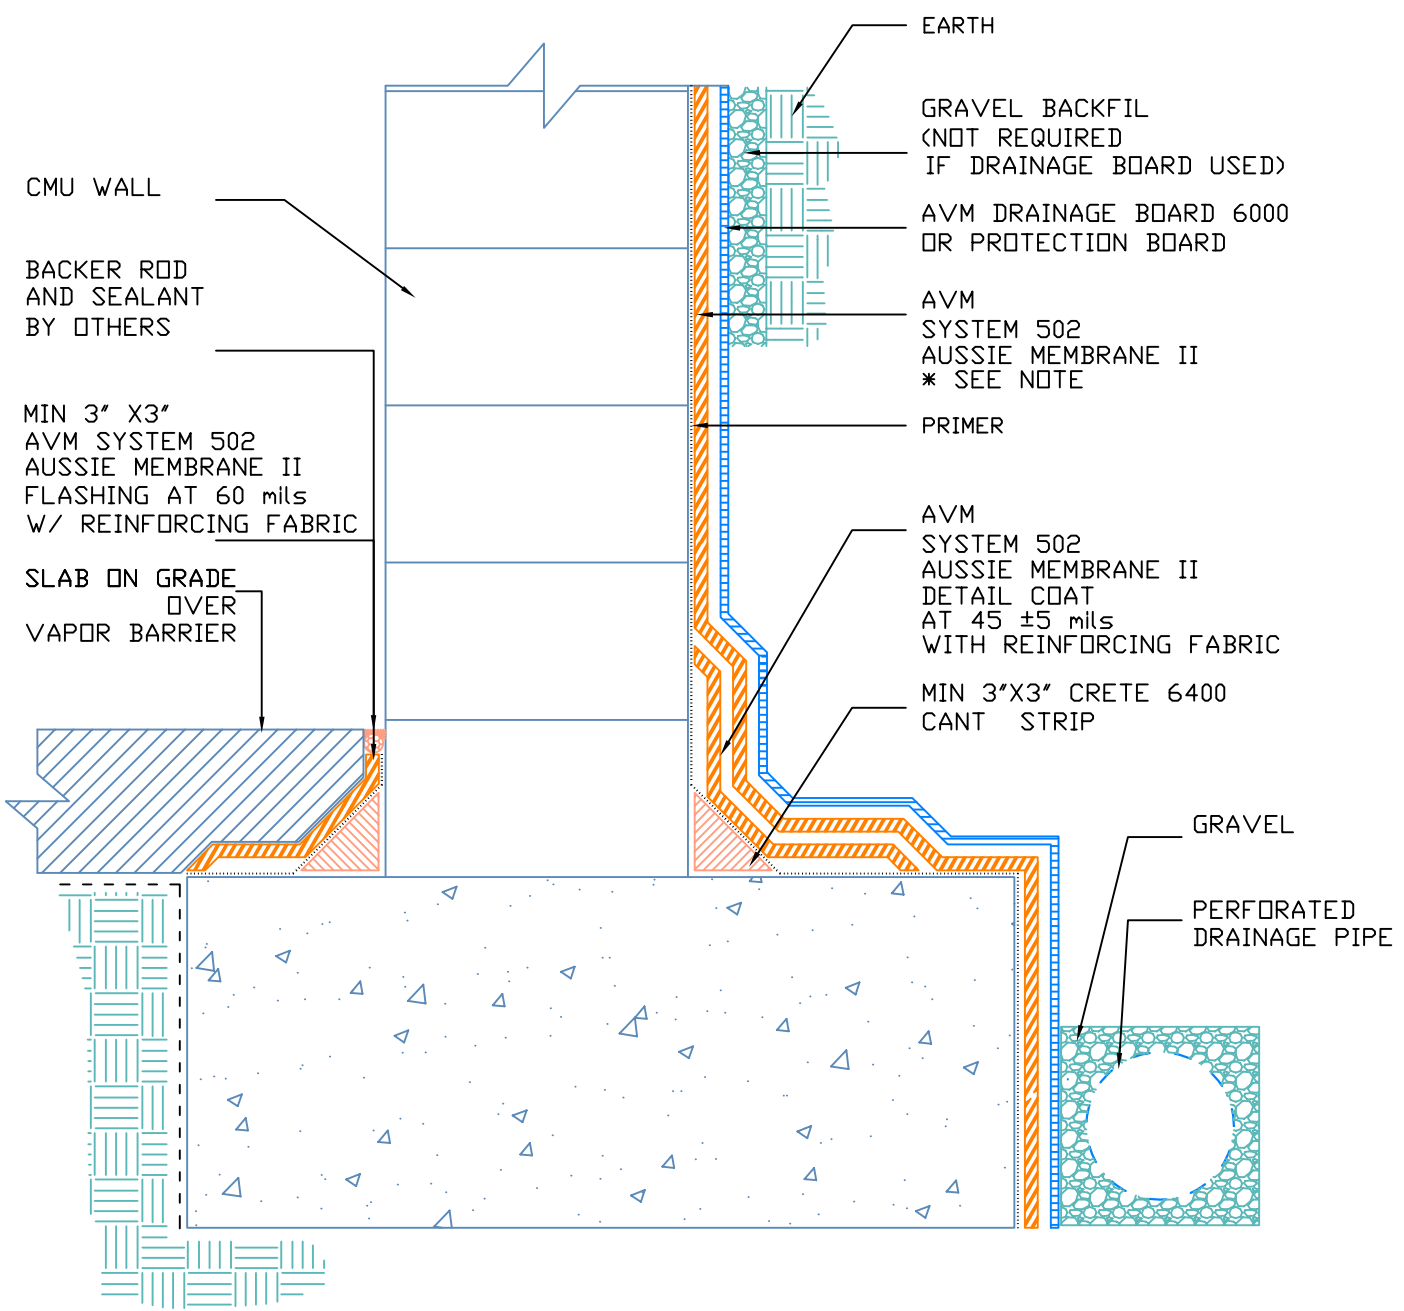 CMU WALL
BACKER ROD
AND SEALANT
BY OTHERS
MIN 3" X3"
AVM SYSTEM 502
AUSSIE MEMBRANE II
FLASHING AT 60 mils
W/ REINFORCING FABRIC
SLAB ON GRADE
OVER
VAPOR BARRIER
EARTH
GRAVEL BACKFIL
(NOT REQUIRED
IF DRAINAGE BOARD USED)
AVM DRAINAGE BOARD 6000
OR PROTECTION BOARD
AVM
SYSTEM 502
AUSSIE MEMBRANE II
* SEE NOTE
PRIMER
AVM
SYSTEM 502
AUSSIE MEMBRANE II
DETAIL COAT
AT 45 ±5 mils
WITH REINFORCING FABRIC
MIN 3"X3" CRETE 6400
CANT STRIP
GRAVEL
PERFORATED
DRAINAGE PIPE